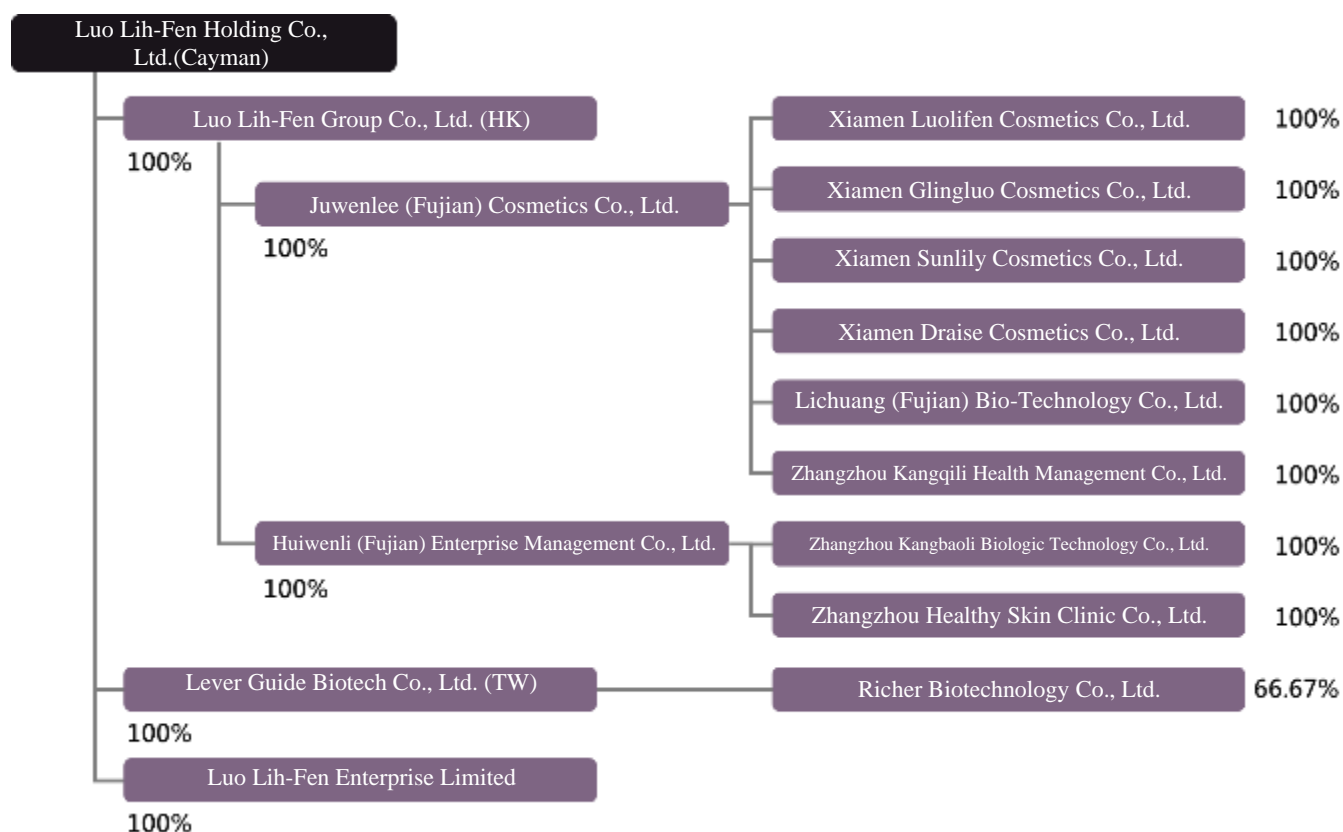 Luo Lih-Fen Holding Co.,
Ltd.(Cayman)
Luo Lih-Fen Group Co., Ltd. (HK)
100%
Juwenlee (Fujian) Cosmetics Co., Ltd.
100%
Xiamen Luolifen Cosmetics Co., Ltd.
100%
Xiamen Glingluo Cosmetics Co., Ltd.
100%
Xiamen Sunlily Cosmetics Co., Ltd.
100%
Xiamen Draise Cosmetics Co., Ltd.
100%
Lichuang (Fujian) Bio-Technology Co., Ltd.
100%
Zhangzhou Kangqili Health Management Co., Ltd.
100%
Huiwenli (Fujian) Enterprise Management Co., Ltd.
100%
Zhangzhou Kangbaoli Biologic Technology Co., Ltd.
100%
Zhangzhou Healthy Skin Clinic Co., Ltd.
100%
Lever Guide Biotech Co., Ltd. (TW)
100%
Richer Biotechnology Co., Ltd.
66.67%
Luo Lih-Fen Enterprise Limited
100%